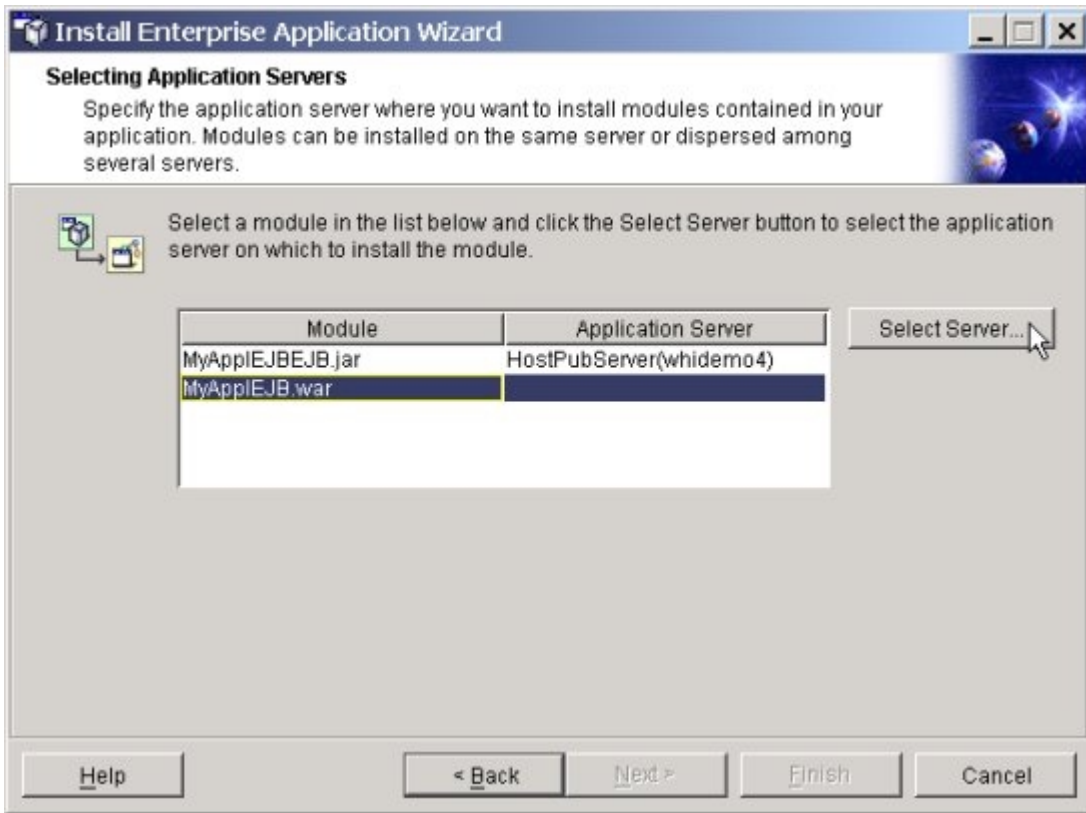 Install Enterprise Application Wizard
Selecting Application Servers
Specify the application server where you want to install modules contained in your
application. Modules can be installed on the same server or dispersed among
several servers.
Select a module in the list below and click the Select Server button to select the application
server on which to install the module.
Module Application Server Select Server...
MyApplEJBEJB.jar HostPubServer(whidemo4)
MyApplEJB.war
Help < Back Next > Finish Cancel